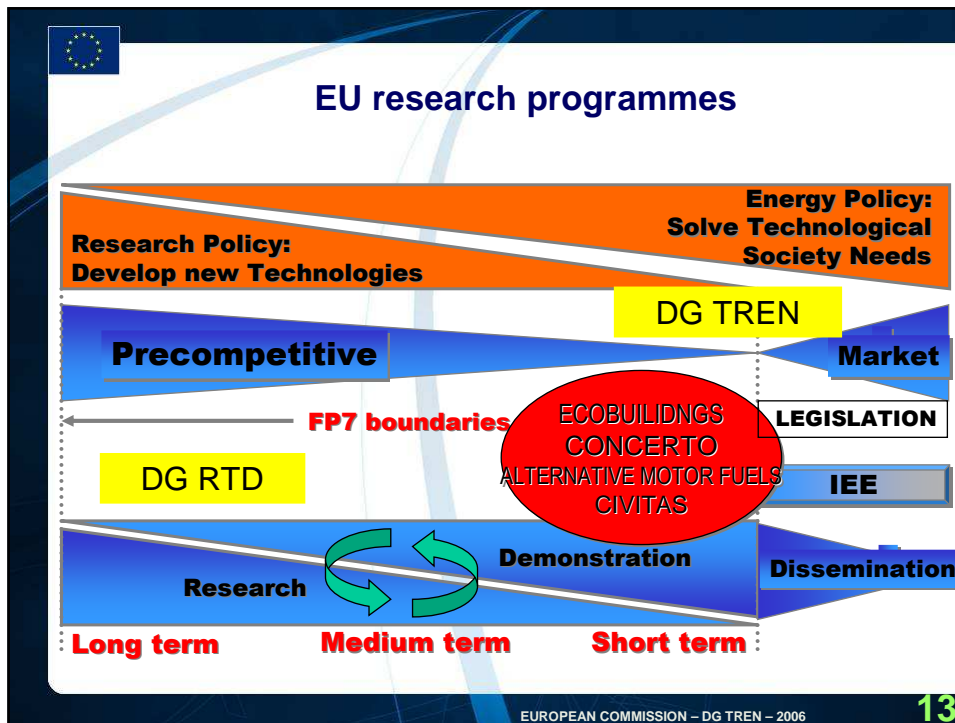 EU research programmes
Energy Policy:
Solve Technological
Society Needs
Research Policy:
Develop new Technologies
DG TREN
Precompetitive
Market
FP7 boundaries
ECOBUILIDNGS
CONCERTO
ALTERNATIVE MOTOR FUELS
CIVITAS
LEGISLATION
DG RTD
IEE
Demonstration
Research
Dissemination
Long term
Medium term
Short term
EUROPEAN COMMISSION – DG TREN – 2006
13